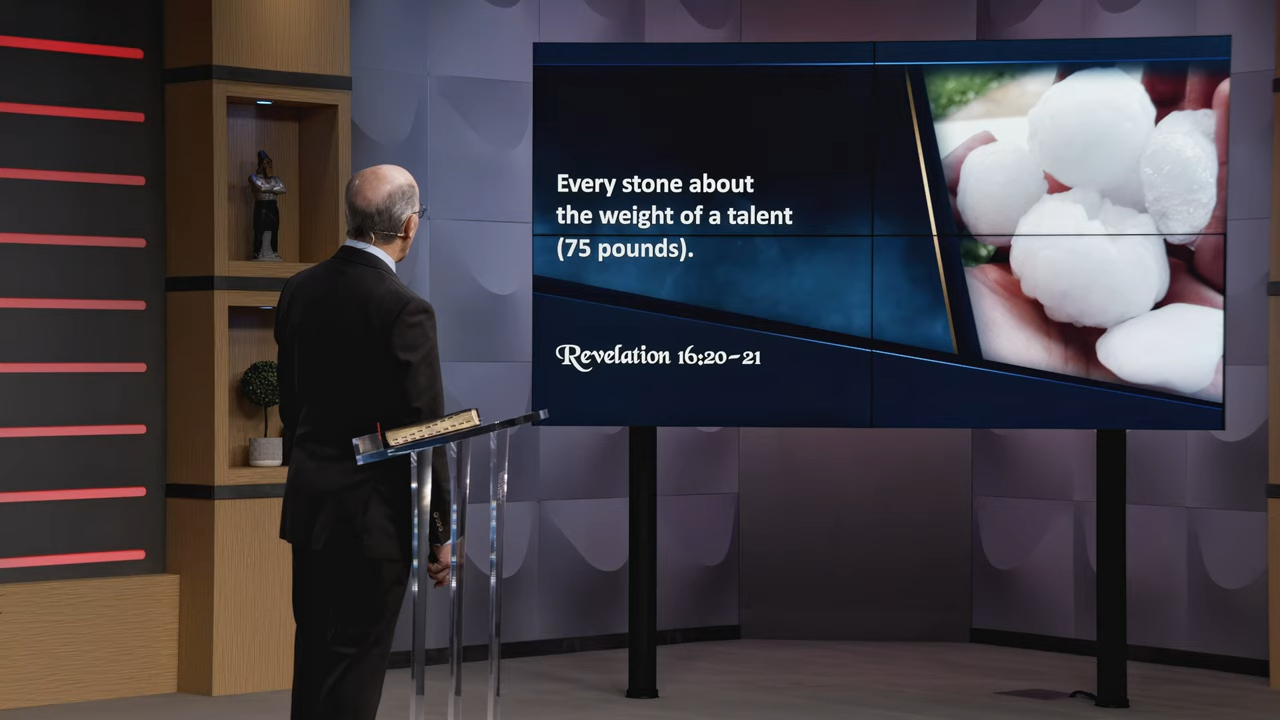 Every stone about
the weight of a talent
(75 pounds).
Revelation 16:20-21